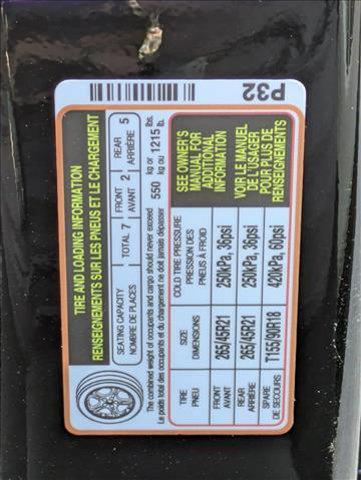 P32
TIRE AND LOADING INFORMATION
RENSEIGNEMENTS SUR LES PNEUS ET LE CHARGEMENT
SEATING CAPACITY TOTAL 7 FRONT 2 REAR 5
NOMBRE DE PLACES AVANT ARRIÈRE
The combined weight of occupants and cargo should never exceed 550 kg or 1215 lbs.
Le poids total des occupants et du chargement ne doit jamais dépasser kg ou lb.
TIRE SIZE COLD TIRE PRESSURE
PNEU DIMENSIONS PRESSION DES PNEUS À FROID
FRONT 265/45R21 250kPa, 36psi
AVANT
REAR 265/45R21 250kPa, 36psi
ARRIÈRE
SPARE T155/90R18 420kPa, 60psi
DE SECOURS
SEE OWNER'S
MANUAL FOR
ADDITIONAL
INFORMATION
VOIR LE MANUEL
DE L'USAGER
POUR PLUS DE
RENSEIGNEMENTS